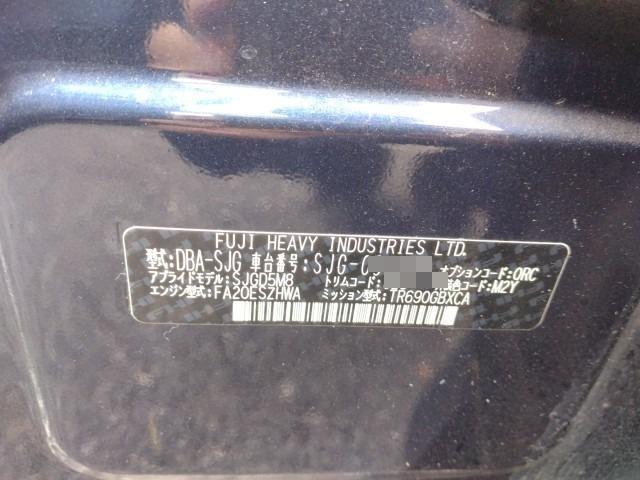 FUJI HEAVY INDUSTRIES LTD.
型式:DBA-SJG 車台番号:SJG-0 オプションコード:ORC
アプライドモデル:SJGD5M8 トリムコード: 色コード:M2Y
エンジン型式:FA20ESZHWA ミッション型式:TR690GBXCA